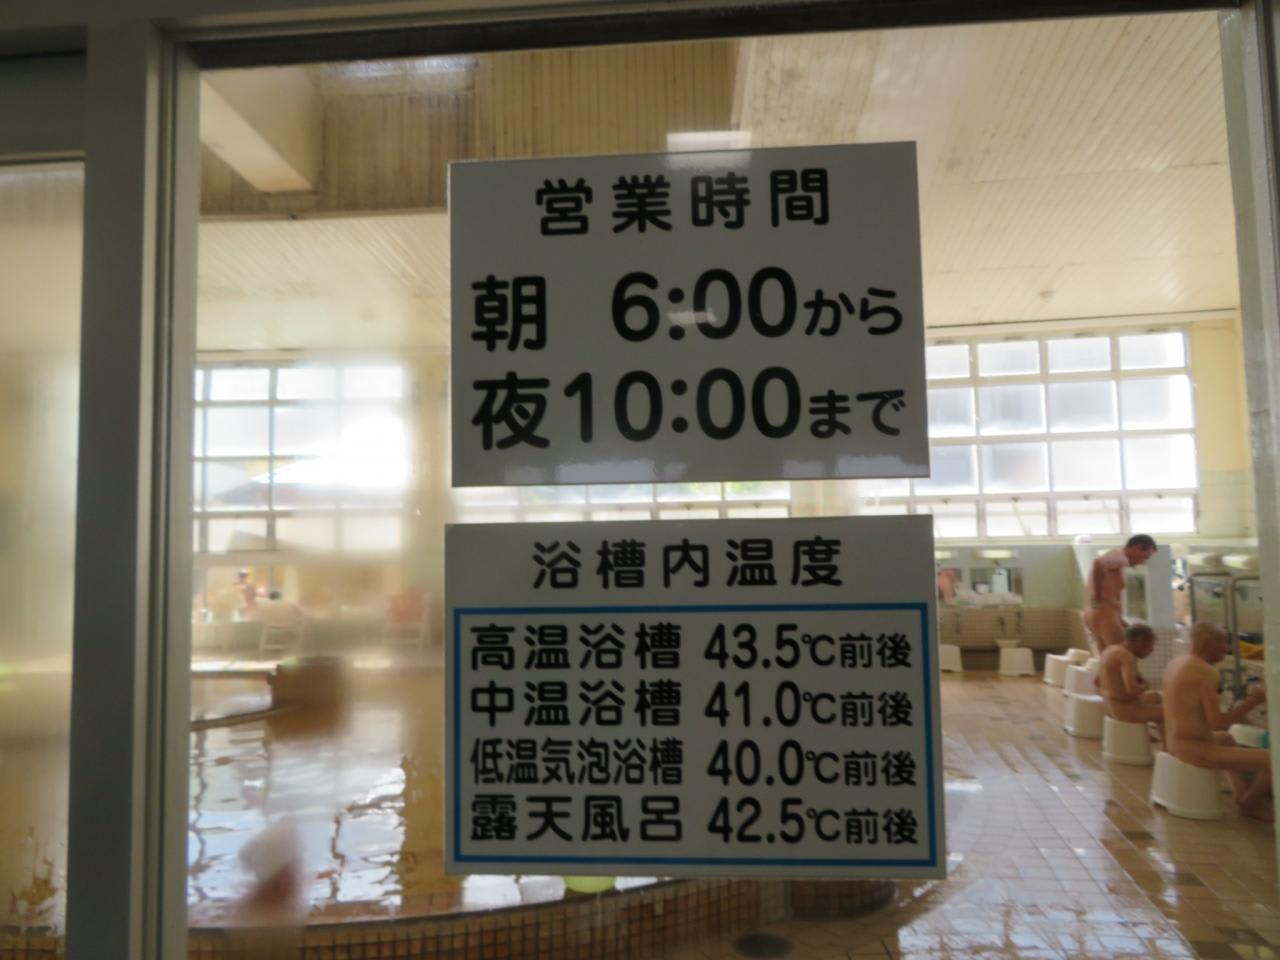 営業時間
朝 6:00から
夜10:00まで
浴槽内温度
高温浴槽 43.5℃前後
中温浴槽 41.0℃前後
低温気泡浴槽 40.0℃前後
露天風呂 42.5℃前後